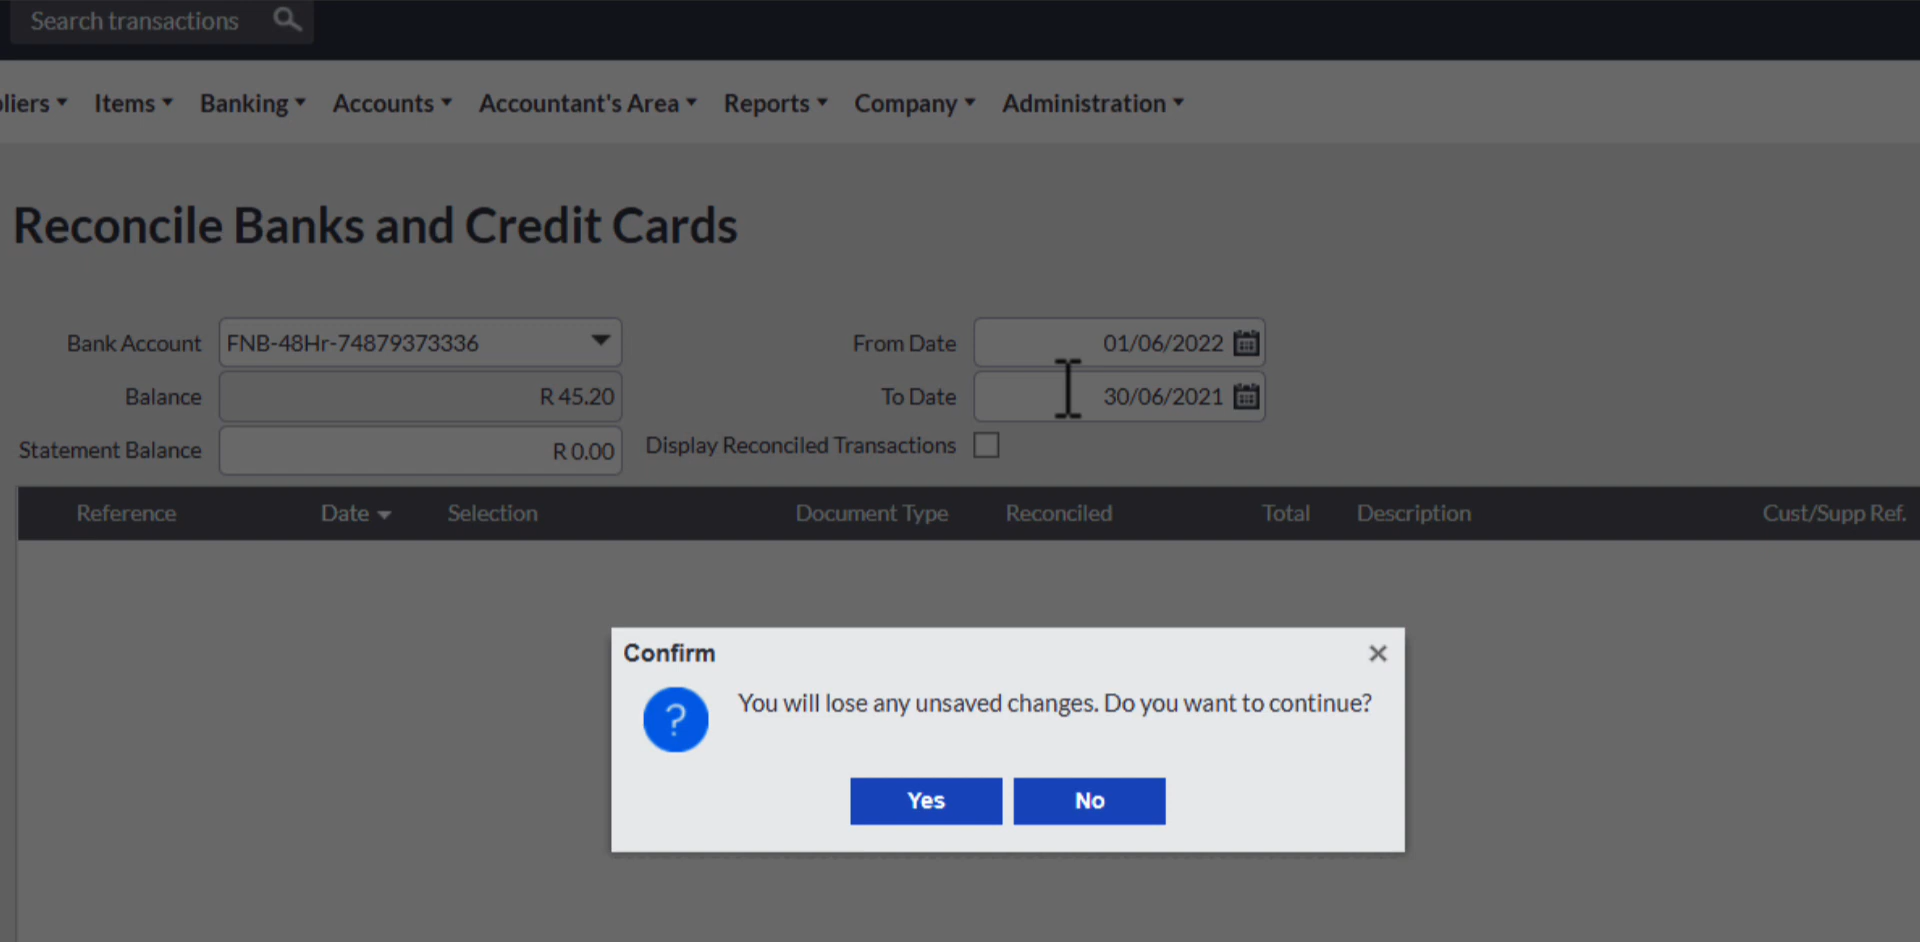 Search transactions
liers Items Banking Accounts Accountant's Area Reports Company Administration
Reconcile Banks and Credit Cards
Bank Account FNB-48Hr-74879373336 From Date 01/06/2022
Balance R 45.20 To Date 30/06/2021
Statement Balance R 0.00 Display Reconciled Transactions
Reference Date Selection Document Type Reconciled Total Description Cust/Supp Ref.
Confirm
?
You will lose any unsaved changes. Do you want to continue?
Yes No